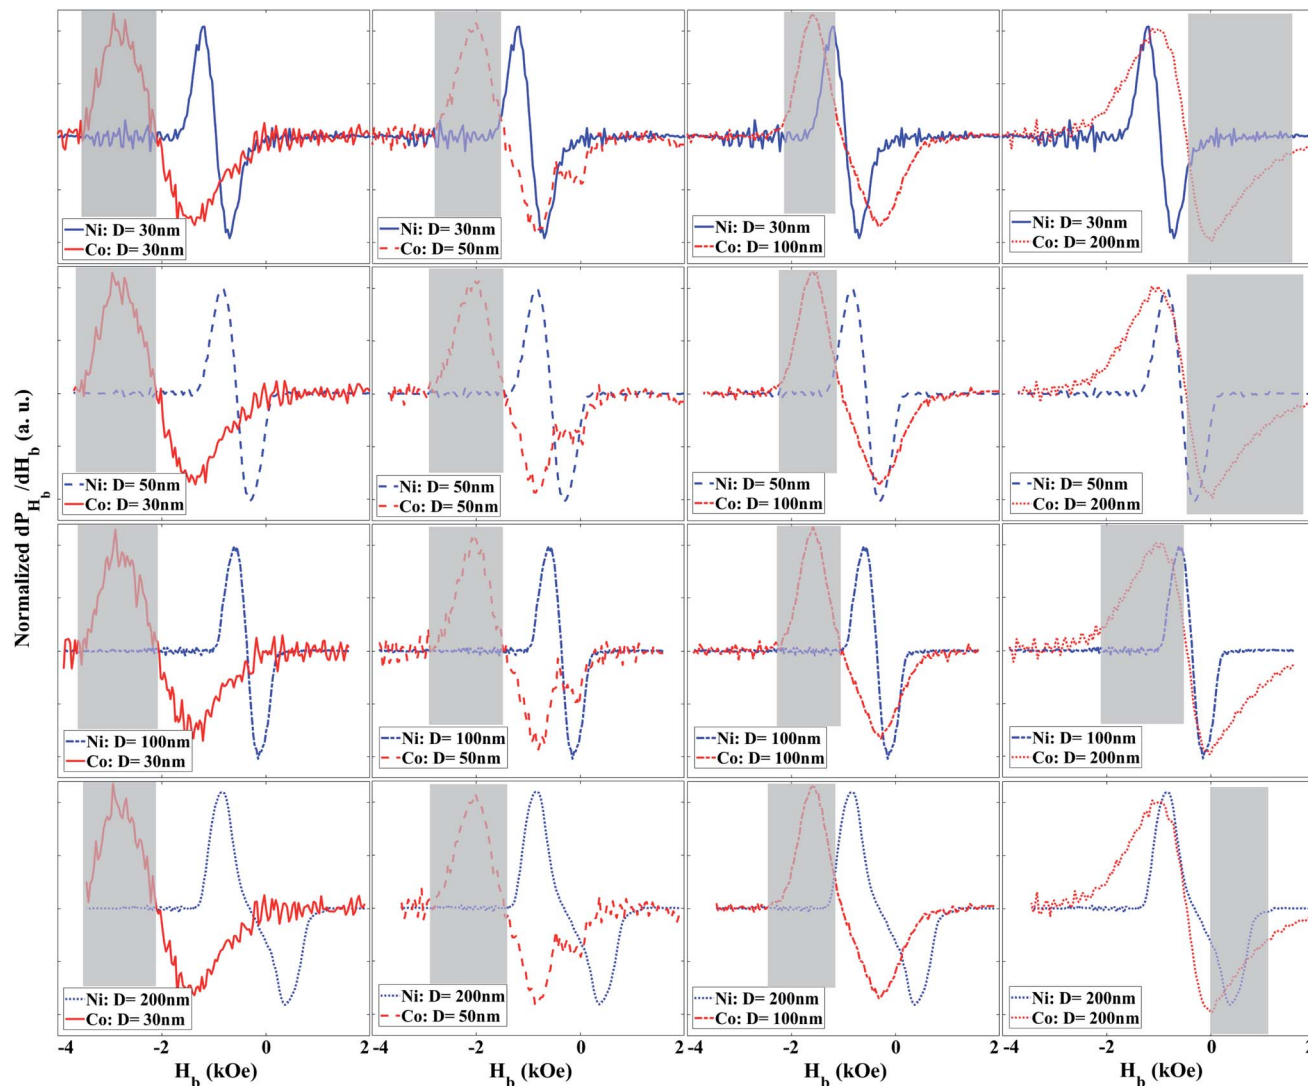 Normalized dP_{H_b}/dH_b (a. u.)
Ni: D= 30nm
Co: D= 30nm
Ni: D= 30nm
Co: D= 50nm
Ni: D= 30nm
Co: D= 100nm
Ni: D= 30nm
Co: D= 200nm
Ni: D= 50nm
Co: D= 30nm
Ni: D= 50nm
Co: D= 50nm
Ni: D= 50nm
Co: D= 100nm
Ni: D= 50nm
Co: D= 200nm
Ni: D= 100nm
Co: D= 30nm
Ni: D= 100nm
Co: D= 50nm
Ni: D= 100nm
Co: D= 100nm
Ni: D= 100nm
Co: D= 200nm
Ni: D= 200nm
Co: D= 30nm
Ni: D= 200nm
Co: D= 50nm
Ni: D= 200nm
Co: D= 100nm
Ni: D= 200nm
Co: D= 200nm
-4 -2 0 2 -4 -2 0 2 -4 -2 0 2 -4 -2 0 2
H_b (kOe) H_b (kOe) H_b (kOe) H_b (kOe)